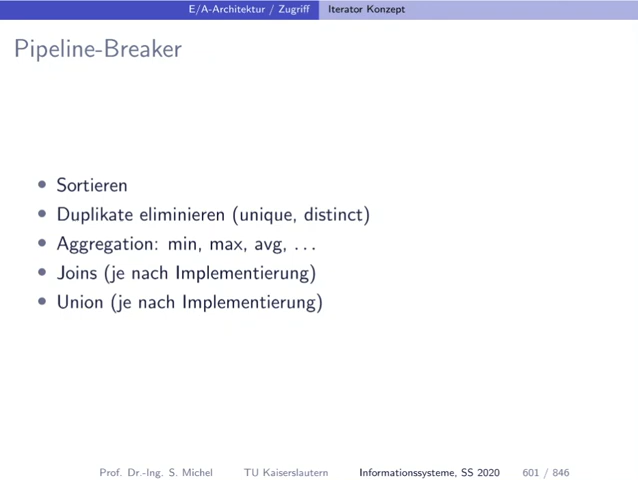 E/A-Architektur / Zugriff Iterator Konzept
Pipeline-Breaker
• Sortieren
• Duplikate eliminieren (unique, distinct)
• Aggregation: min, max, avg, . . .
• Joins (je nach Implementierung)
• Union (je nach Implementierung)
Prof. Dr.-Ing. S. Michel TU Kaiserslautern Informationssysteme, SS 2020 601 / 846